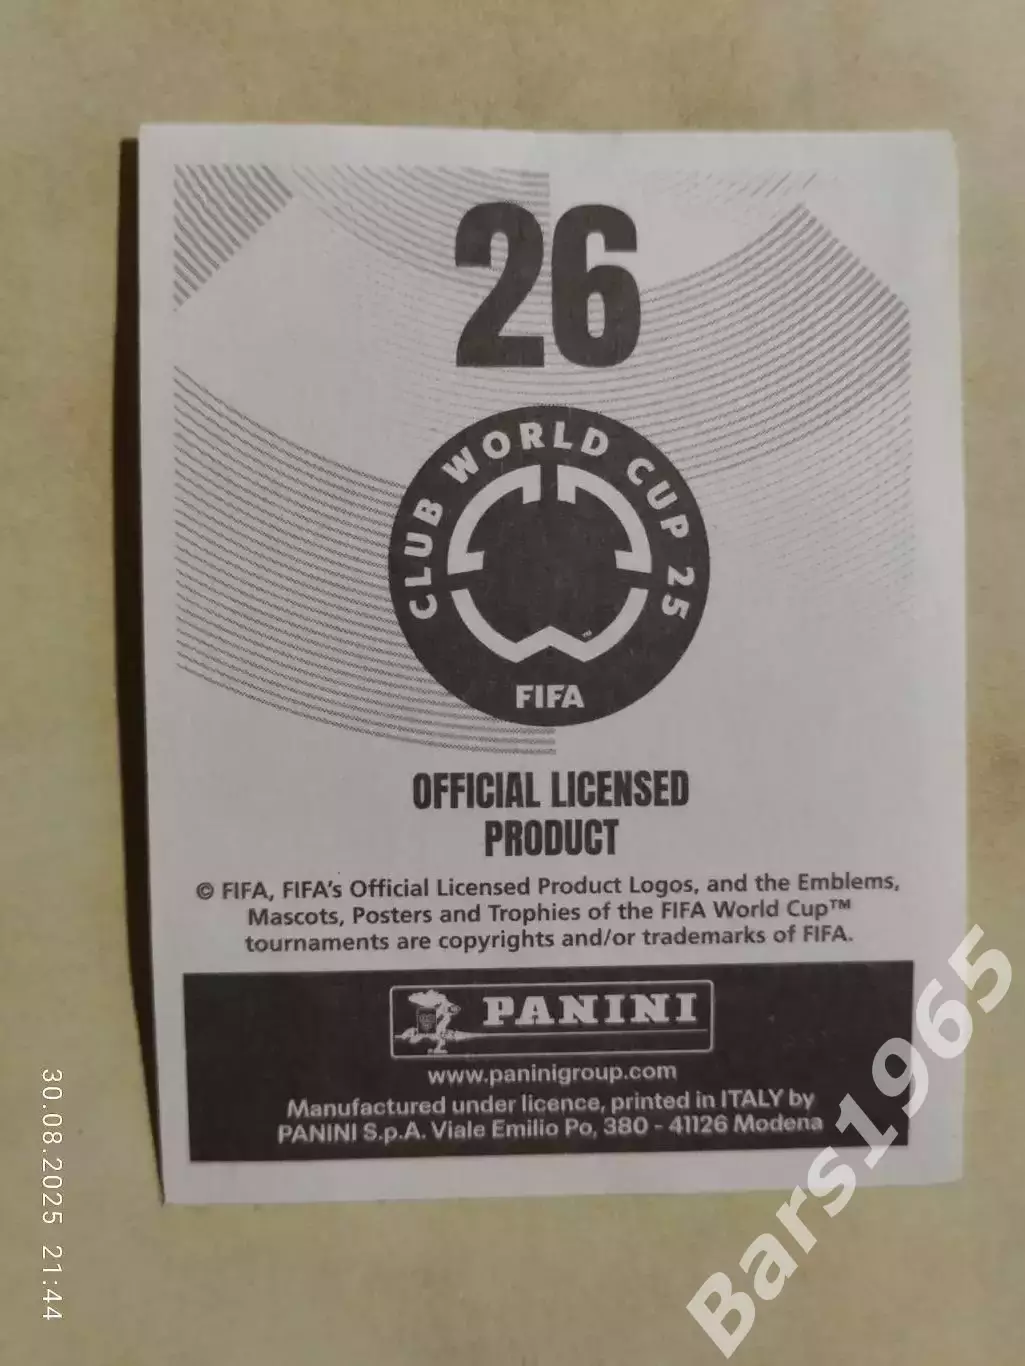 26
CLUB WORLD CUP 25
™
FIFA
OFFICIAL LICENSED
PRODUCT
© FIFA, FIFA's Official Licensed Product Logos, and the Emblems,
Mascots, Posters and Trophies of the FIFA World Cup™
tournaments are copyrights and/or trademarks of FIFA.
PANINI
www.paninigroup.com
Manufactured under licence, printed in ITALY by
PANINI S.p.A. Viale Emilio Po, 380 - 41126 Modena
30.08.2025 21:44
Bars1965